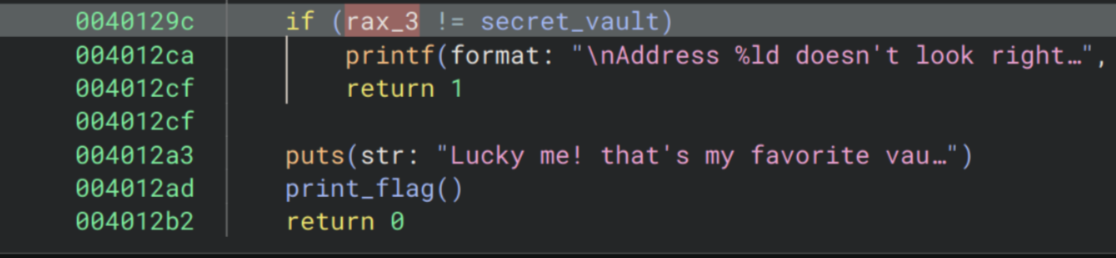 0040129c if (rax_3 != secret_vault)
004012ca printf(format: "\nAddress %ld doesn't look right…",
004012cf return 1
004012cf
004012a3 puts(str: "Lucky me! that's my favorite vau…")
004012ad print_flag()
004012b2 return 0